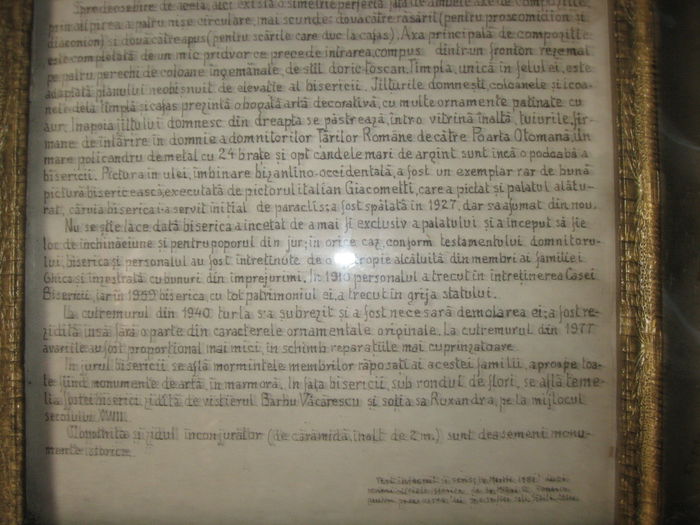 Spre deosebire de acela, aici există o simetrie perfectă față de ambele axe de compoziție,
prin alipirea a patru nișe circulare, mai scunde: două către răsărit (pentru proscomidion și
diaconion) și două către apus (pentru scările care duc la cafas). Axa principală de compoziție
este completată de un mic pridvor ce precede intrarea, compus dintr-un fronton rezemat
pe patru perechi de coloane îngemănate de stil doric-toscan. Tîmpla, unică în felul ei, este
adaptată planului neobișnuit de elevație al bisericii. Jilțurile domnești, coloanele și icoa-
nele de la tîmplă și cafas prezintă o bogată artă decorativă, cu multe ornamente patinate cu
aur. Înapoia jilțului domnesc din dreapta se păstrează, într-o vitrină înaltă, tuiurile, fir-
mane de întărire în domnie a domnitorilor Țărilor Române de către Poarta Otomană. Un
mare policandru de metal cu 24 brațe și opt candele mari de argint sunt încă o podoabă a
bisericii. Pictura în ulei, îmbinare bizantino-occidentală, a fost un exemplar rar de bună
pictură bisericească, executată de pictorul italian Giacometti, care a pictat și palatul alătu-
rat, căruia biserica i-a servit inițial de paraclis; a fost spălată în 1927, dar s-a afumat din nou.
Nu se știe la ce dată biserica a încetat de a mai fi exclusiv a palatului și a început să fie
loc de închinăciune și pentru poporul din jur; în orice caz, conform testamentului domnitoru-
lui, biserica și personalul au fost întreținute de o alcătuită din membri ai familiei
Ghica și înzestrată cu bunuri din împrejurimi. În personalul a trecut în întreținerea Casei
Bisericii, iar în 1959 biserica, cu tot patrimoniul ei, a trecut în grija statului.
La cutremurul din 1940 turla s-a șubrezit și a fost necesară demolarea ei; a fost re-
zidită însă fără o parte din caracterele ornamentale originale. La cutremurul din 1977
avariile au fost proporțional mai mici, în schimb reparațiile mai cuprinzătoare.
În jurul bisericii se află mormintele membrilor răposați ai acestei familii, aproape toa-
te fiind monumente de artă în marmoră. În fața bisericii, sub rondul de flori, se află teme-
lia fostei biserici zidită de vistierul Barbu Văcărescu și soția sa Ruxandra, pe la mijlocul
secolului XVIII.
Clopotnița și zidul înconjurător (de cărămidă, înalt de 2 m.) sunt deasemeni monu-
mente istorice.